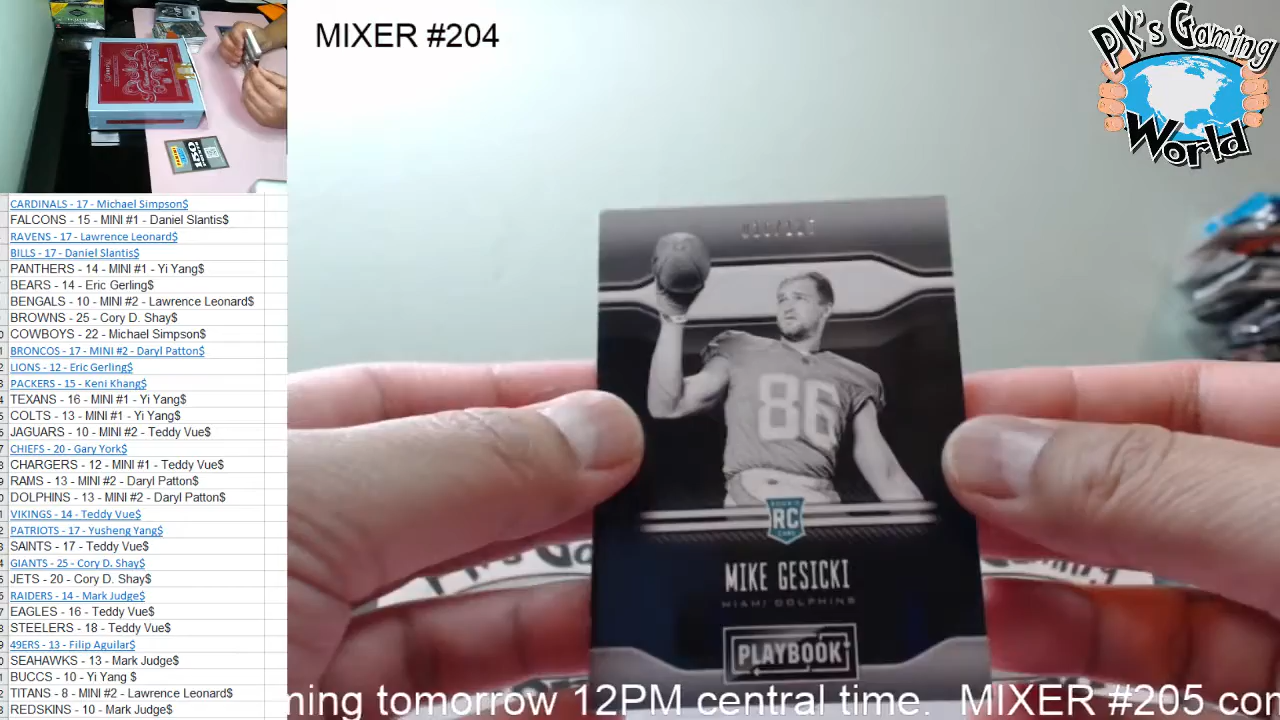 MIXER #204
PK's Gaming
World
CARDINALS - 17 - Michael Simpson$
FALCONS - 15 - MINI #1 - Daniel Slantis$
RAVENS - 17 - Lawrence Leonard$
BILLS - 17 - Daniel Slantis$
PANTHERS - 14 - MINI #1 - Yi Yang$
BEARS - 14 - Eric Gerling$
BENGALS - 10 - MINI #2 - Lawrence Leonard$
BROWNS - 25 - Cory D. Shay$
COWBOYS - 22 - Michael Simpson$
BRONCOS - 17 - MINI #2 - Daryl Patton$
LIONS - 12 - Eric Gerling$
PACKERS - 15 - Keni Khang$
TEXANS - 16 - MINI #1 - Yi Yang$
COLTS - 13 - MINI #1 - Yi Yang$
JAGUARS - 10 - MINI #2 - Teddy Vue$
CHIEFS - 20 - Gary York$
CHARGERS - 12 - MINI #1 - Teddy Vue$
RAMS - 13 - MINI #2 - Daryl Patton$
DOLPHINS - 13 - MINI #2 - Daryl Patton$
VIKINGS - 14 - Teddy Vue$
PATRIOTS - 17 - Yusheng Yang$
SAINTS - 17 - Teddy Vue$
GIANTS - 25 - Cory D. Shay$
JETS - 20 - Cory D. Shay$
RAIDERS - 14 - Mark Judge$
EAGLES - 16 - Teddy Vue$
STEELERS - 18 - Teddy Vue$
49ERS - 13 - Filip Aguilar$
SEAHAWKS - 13 - Mark Judge$
BUCCS - 10 - Yi Yang $
TITANS - 8 - MINI #2 - Lawrence Leonard$
REDSKINS - 10 - Mark Judge$
86
ROOKIE
RC
CARD
MIKE GESICKI
MIAMI DOLPHINS
PLAYBOOK
ming tomorrow 12PM central time. MIXER #205 con